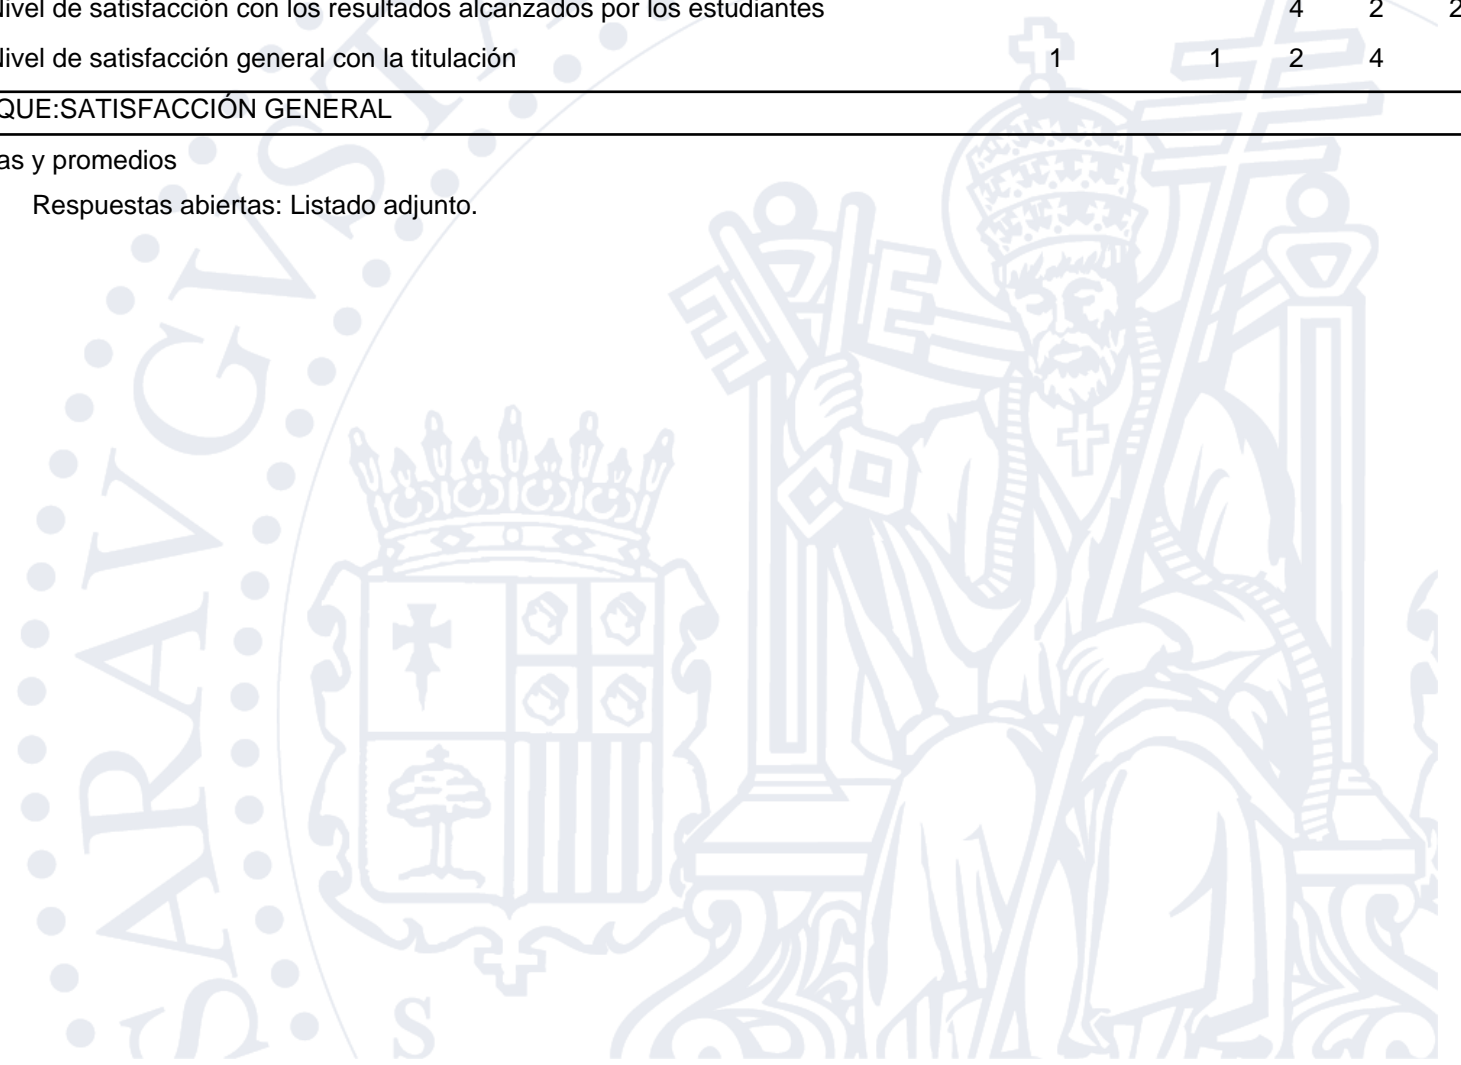 Nivel de satisfacción con los resultados alcanzados por los estudiantes 4 2 2
Nivel de satisfacción general con la titulación 1 1 2 4
QUE:SATISFACCIÓN GENERAL
as y promedios
Respuestas abiertas: Listado adjunto.
SARAVGVSTA
S